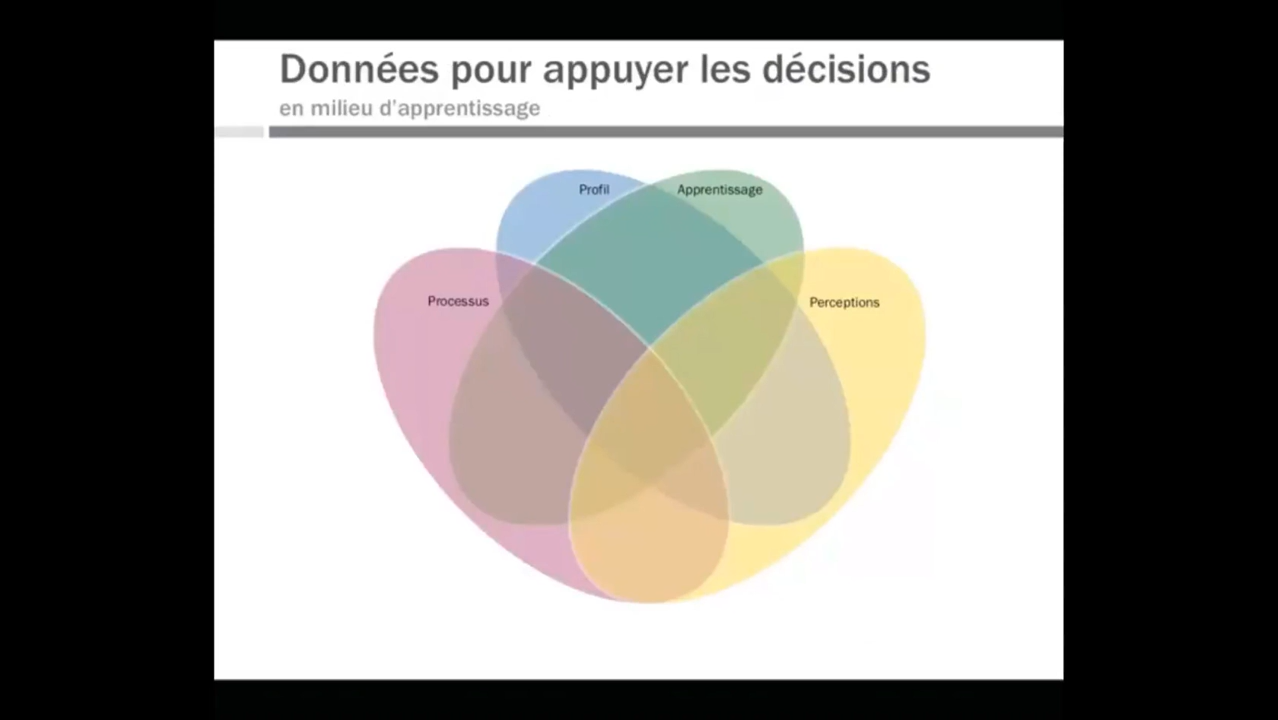 Données pour appuyer les décisions
en milieu d'apprentissage
Profil
Apprentissage
Processus
Perceptions